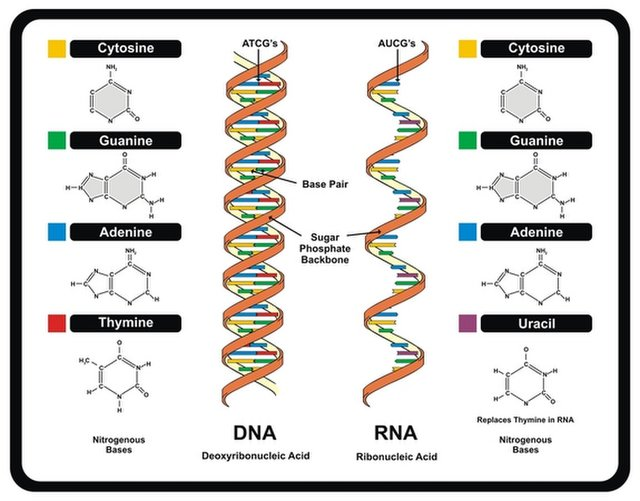 Cytosine
NH₂
C
C
N
C
C
N
O
Guanine
O
C
N
C
N
H
H
C
C
C
N
N
N
H
H
Adenine
NH₂
C
N
C
N
H
C
C
C
N
N
H
Thymine
O
H₃C
C
C
N
H
C
C
H
N
O
H
Nitrogenous
Bases
ATCG's
AUCG's
Base Pair
Sugar
Phosphate
Backbone
DNA
Deoxyribonucleic Acid
RNA
Ribonucleic Acid
Cytosine
NH₂
C
C
N
C
C
N
O
Guanine
O
C
N
C
N
H
H
C
C
C
N
N
N
H
H
Adenine
NH₂
C
N
C
N
H
C
C
C
N
N
H
Uracil
O
H
C
C
N
H
C
C
H
N
O
Replaces Thymine in RNA
Nitrogenous
Bases